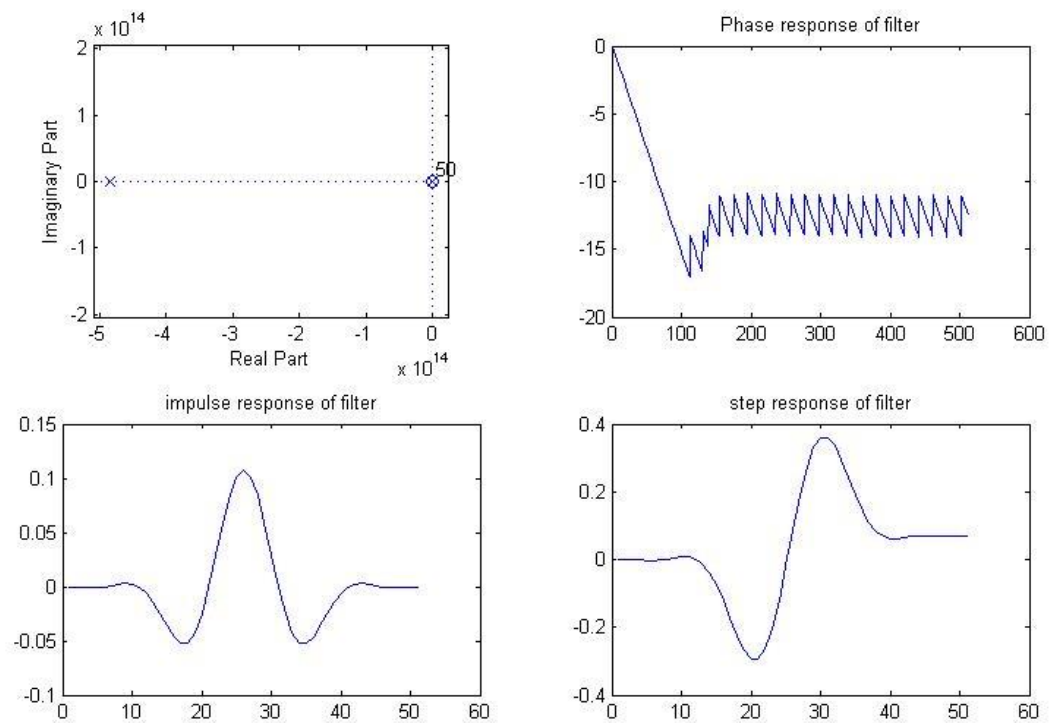 x 10^14
2
1
0
-1
-2
Imaginary Part
50
-5 -4 -3 -2 -1 0
Real Part
x 10^14
Phase response of filter
0
-5
-10
-15
-20
0 100 200 300 400 500 600
impulse response of filter
0.15
0.1
0.05
0
-0.05
-0.1
0 10 20 30 40 50 60
step response of filter
0.4
0.2
0
-0.2
-0.4
0 10 20 30 40 50 60